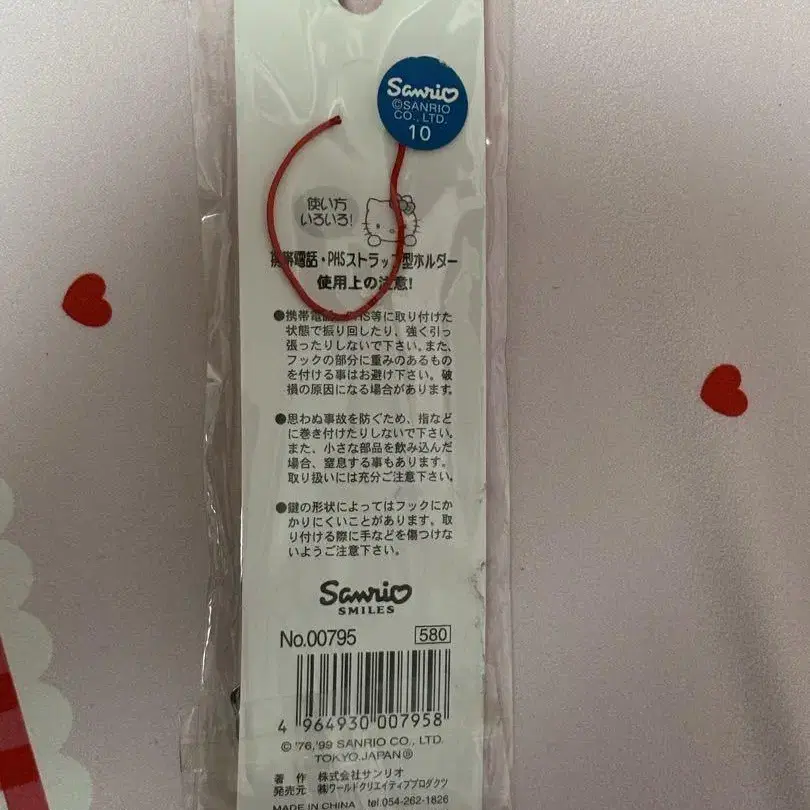 Sanrio
©SANRIO
CO., LTD.
10
使い方
いろいろ!
携帯電話・PHSストラップ型ホルダー
使用上の注意!
●携帯電話、PHS等に取り付けた
状態で振り回したり、強く引っ
張ったりしないで下さい。また、
フックの部分に重みのあるもの
を付ける事はお避け下さい。破
損の原因になる場合があります。
●思わぬ事故を防ぐため、指など
に巻き付けたりしないで下さい。
また、小さな部品を飲み込んだ
場合、窒息する事もあります。
取り扱いには充分ご注意下さい。
●鍵の形状によってはフックにか
かりにくいことがあります。取
り付ける際に手などを傷つけな
いようご注意下さい。
Sanrio
SMILES
No.00795 580
4 964930 007958
© '76,'99 SANRIO CO., LTD.
TOKYO,JAPAN ®
著作 株式会社サンリオ
発売元 ㈱ワールドクリエイティブプロダクツ
MADE IN CHINA tel.054-262-1826